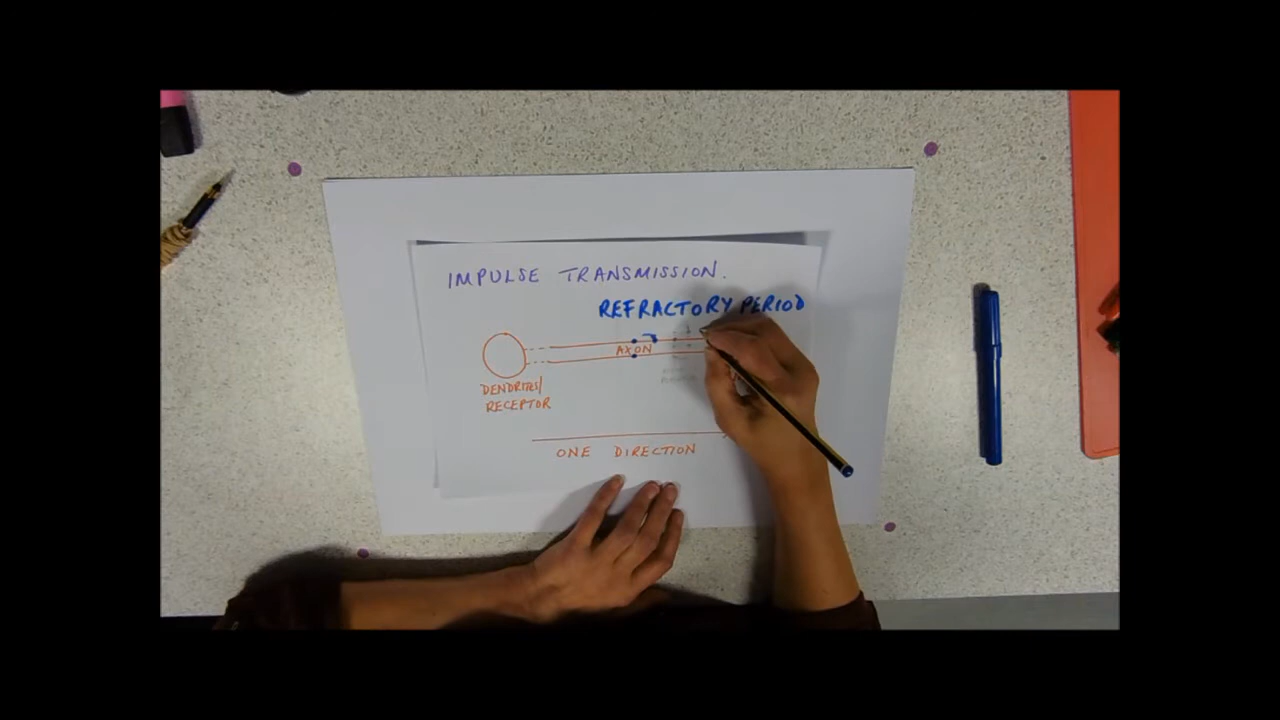 IMPULSE TRANSMISSION.
REFRACTORY PERIOD
AXON
DENDRITES/
RECEPTOR
ONE DIRECTION